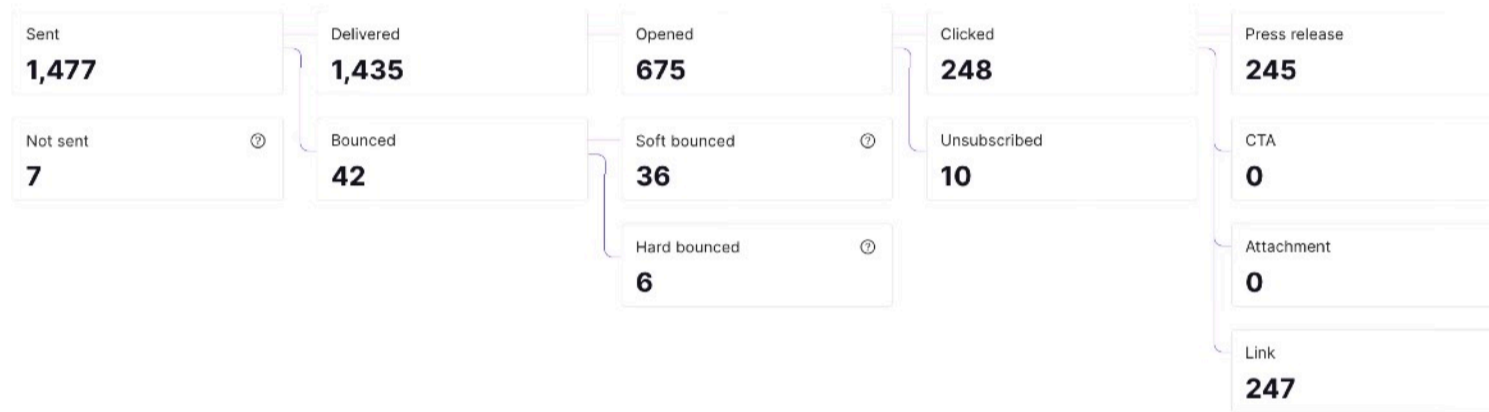 Sent
1,477
Delivered
1,435
Opened
675
Clicked
248
Press release
245
Not sent
7
Bounced
42
Soft bounced
36
Unsubscribed
10
CTA
0
Hard bounced
6
Attachment
0
Link
247